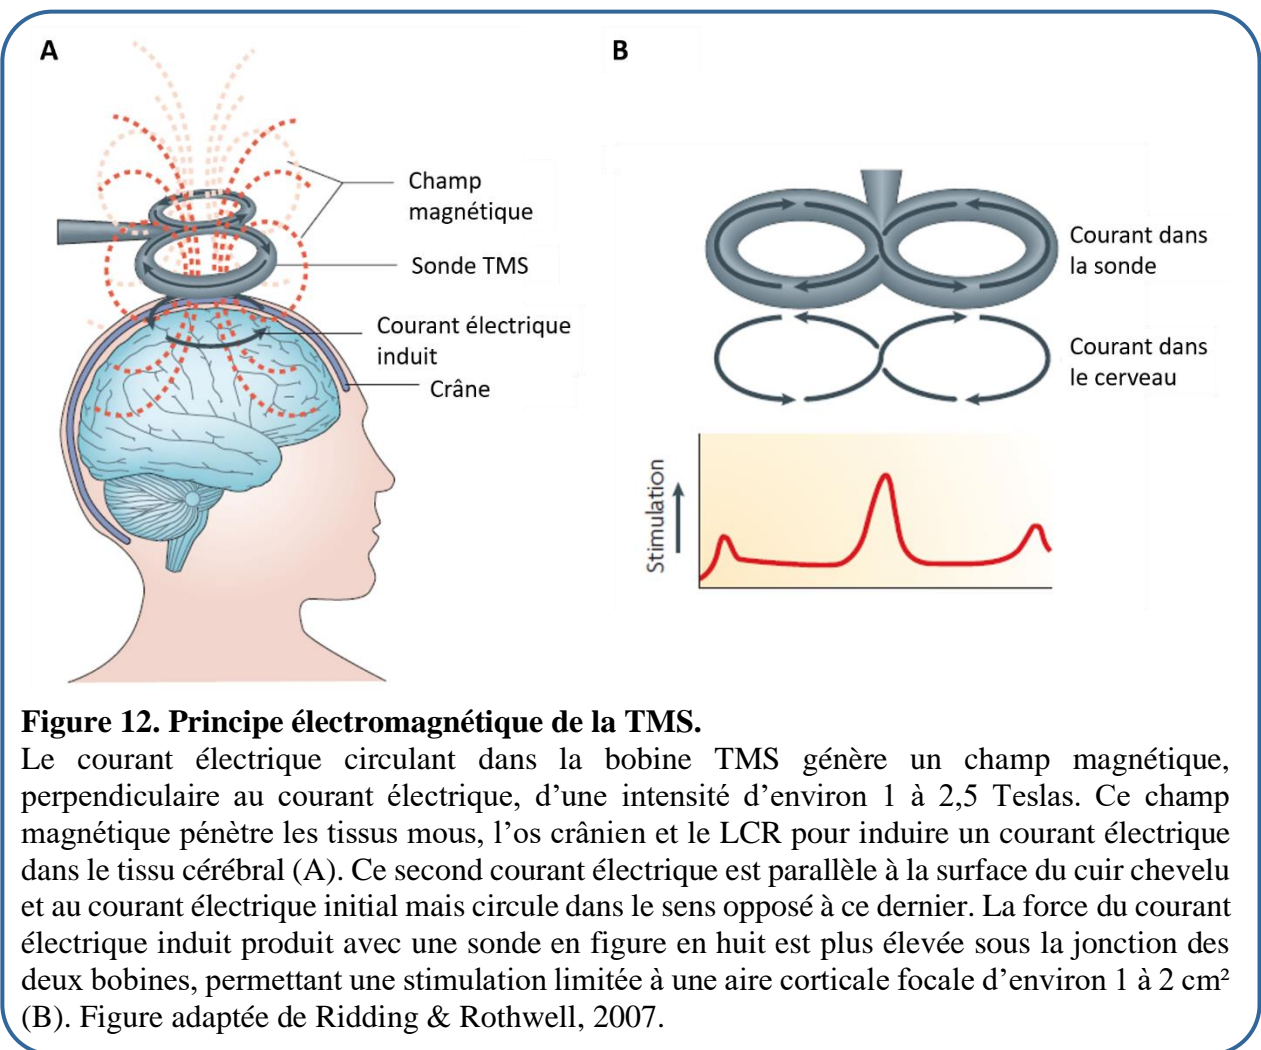 A
B
Champ
magnétique
Sonde TMS
Courant électrique
induit
Crâne
Courant dans
la sonde
Courant dans
le cerveau
Stimulation
Figure 12. Principe électromagnétique de la TMS.
Le courant électrique circulant dans la bobine TMS génère un champ magnétique,
perpendiculaire au courant électrique, d’une intensité d’environ 1 à 2,5 Teslas. Ce champ
magnétique pénètre les tissus mous, l’os crânien et le LCR pour induire un courant électrique
dans le tissu cérébral (A). Ce second courant électrique est parallèle à la surface du cuir chevelu
et au courant électrique initial mais circule dans le sens opposé à ce dernier. La force du courant
électrique induit produit avec une sonde en figure en huit est plus élevée sous la jonction des
deux bobines, permettant une stimulation limitée à une aire corticale focale d’environ 1 à 2 cm²
(B). Figure adaptée de Ridding & Rothwell, 2007.